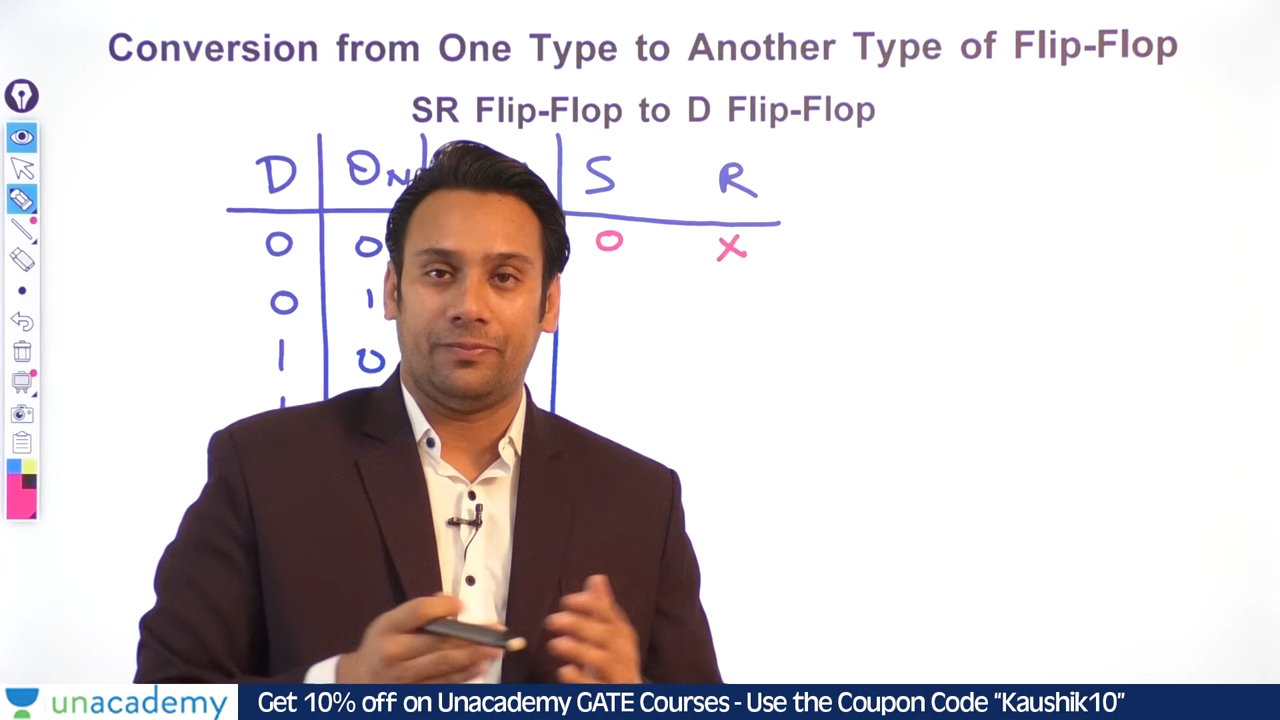 Conversion from One Type to Another Type of Flip-Flop
SR Flip-Flop to D Flip-Flop
D QN S R
0 0 0 X
0 1
1 0
unacademy Get 10% off on Unacademy GATE Courses - Use the Coupon Code “Kaushik10”